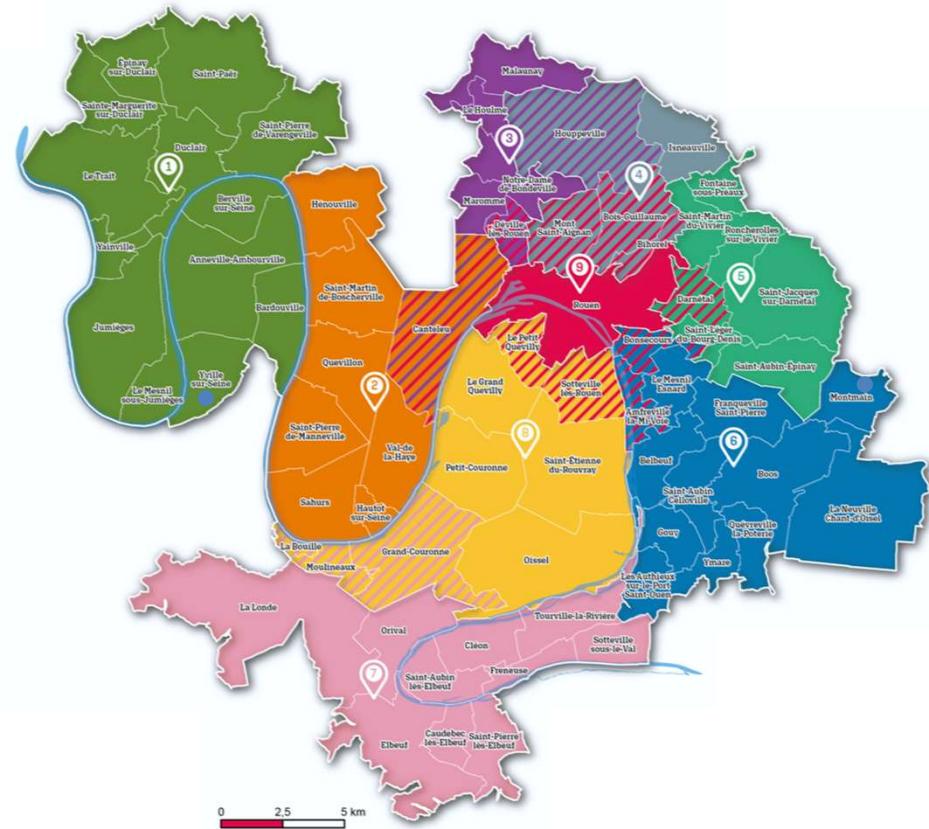 Épinay
sur-Duclair
Saint-Paër
Sainte-Marguerite
sur-Duclair
Saint-Pierre
de-Varengeville
Duclair
1
Le Trait
Berville
sur-Seine
Yainville
Anneville-Ambourville
Bardouville
Jumièges
Le Mesnil
sous-Jumièges
Yville
sur-Seine
Hénouville
Saint-Martin
de-Boscherville
Canteleu
Quevillon
2
Saint-Pierre
de-Manneville
Val-de
la-Haye
Sahurs
Hautot
sur-Seine
Malaunay
Le Houlme
3
Houppeville
Isneauville
Notre-Dame
de-Bondeville
4
Maromme
Déville
lès-Rouen
Mont
Saint-Aignan
Bois-Guillaume
Bihorel
Fontaine
sous-Préaux
Saint-Martin
du-Vivier
Roncherolles
sur-le-Vivier
9
Rouen
5
Darnétal
Saint-Jacques
sur-Darnétal
Saint-Léger
du-Bourg-Denis
Saint-Aubin-Épinay
Bonsecours
Le Petit
Quevilly
Le Grand
Quevilly
Sotteville
lès-Rouen
Le Mesnil
Esnard
Franqueville
Saint-Pierre
Montmain
Amfreville
la-Mi-Voie
8
6
Petit-Couronne
Saint-Étienne
du-Rouvray
Belbeuf
Boos
Saint-Aubin
Celloville
La Neuville
Chant-d'Oisel
Gouy
Quévreville
la-Poterie
Ymare
Les Authieux
sur-le-Port
Saint-Ouen
La Bouille
Moulineaux
Grand-Couronne
Oissel
La Londe
Orival
Tourville-la-Rivière
Cléon
Sotteville
sous-le-Val
Freneuse
Saint-Aubin
lès-Elbeuf
7
Elbeuf
Caudebec
lès-Elbeuf
Saint-Pierre
lès-Elbeuf
0 2,5 5 km